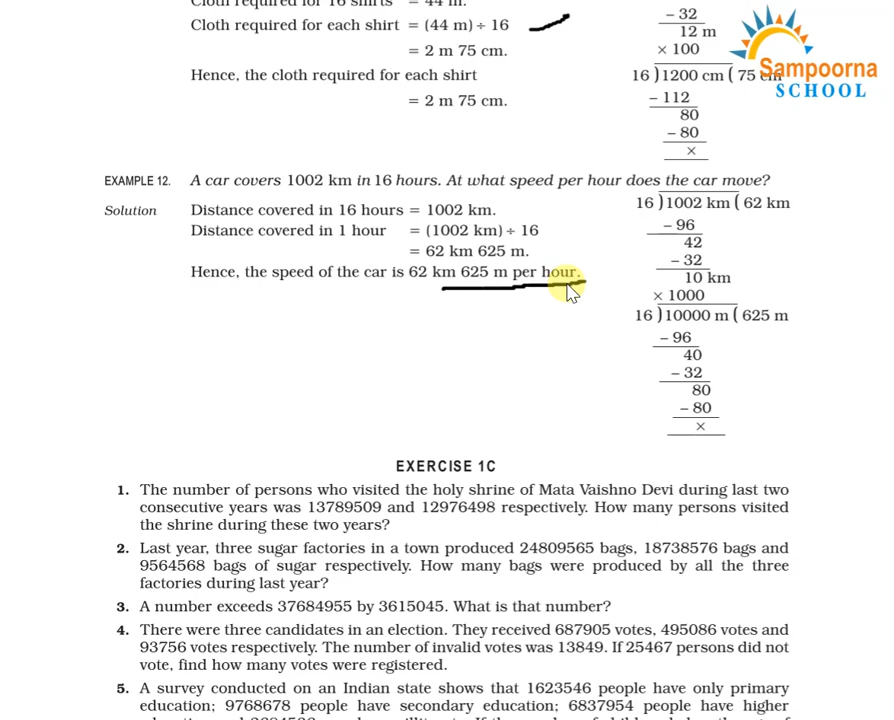 Cloth required for 16 shirts = 44 m.
Cloth required for each shirt = (44 m) ÷ 16
= 2 m 75 cm.
Hence, the cloth required for each shirt
= 2 m 75 cm.
– 32
12 m
× 100
16 ) 1200 cm ( 75 cm
– 112
80
– 80
×
Sampoorna
SCHOOL
EXAMPLE 12. A car covers 1002 km in 16 hours. At what speed per hour does the car move?
Solution Distance covered in 16 hours = 1002 km.
Distance covered in 1 hour = (1002 km) ÷ 16
= 62 km 625 m.
Hence, the speed of the car is 62 km 625 m per hour.
16 ) 1002 km ( 62 km
– 96
42
– 32
10 km
× 1000
16 ) 10000 m ( 625 m
– 96
40
– 32
80
– 80
×
EXERCISE 1C
1. The number of persons who visited the holy shrine of Mata Vaishno Devi during last two
consecutive years was 13789509 and 12976498 respectively. How many persons visited
the shrine during these two years?
2. Last year, three sugar factories in a town produced 24809565 bags, 18738576 bags and
9564568 bags of sugar respectively. How many bags were produced by all the three
factories during last year?
3. A number exceeds 37684955 by 3615045. What is that number?
4. There were three candidates in an election. They received 687905 votes, 495086 votes and
93756 votes respectively. The number of invalid votes was 13849. If 25467 persons did not
vote, find how many votes were registered.
5. A survey conducted on an Indian state shows that 1623546 people have only primary
education; 9768678 people have secondary education; 6837954 people have higher